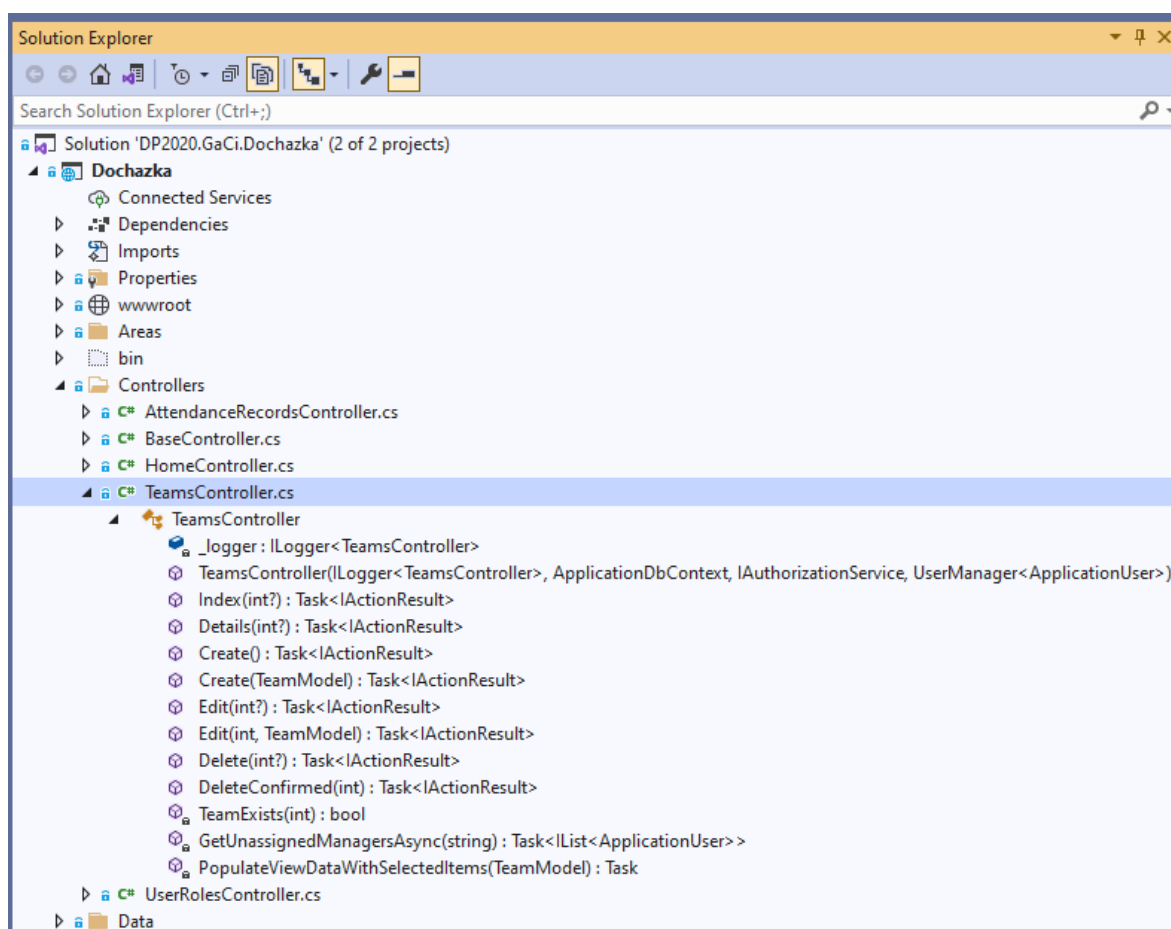 Solution Explorer
Search Solution Explorer (Ctrl+;)
Solution 'DP2020.GaCi.Dochazka' (2 of 2 projects)
Dochazka
Connected Services
Dependencies
Imports
Properties
wwwroot
Areas
bin
Controllers
C# AttendanceRecordsController.cs
C# BaseController.cs
C# HomeController.cs
C# TeamsController.cs
TeamsController
_logger : ILogger<TeamsController>
TeamsController(ILogger<TeamsController>, ApplicationDbContext, IAuthorizationService, UserManager<ApplicationUser>)
Index(int?) : Task<IActionResult>
Details(int?) : Task<IActionResult>
Create() : Task<IActionResult>
Create(TeamModel) : Task<IActionResult>
Edit(int?) : Task<IActionResult>
Edit(int, TeamModel) : Task<IActionResult>
Delete(int?) : Task<IActionResult>
DeleteConfirmed(int) : Task<IActionResult>
TeamExists(int) : bool
GetUnassignedManagersAsync(string) : Task<IList<ApplicationUser>>
PopulateViewDataWithSelectedItems(TeamModel) : Task
C# UserRolesController.cs
Data